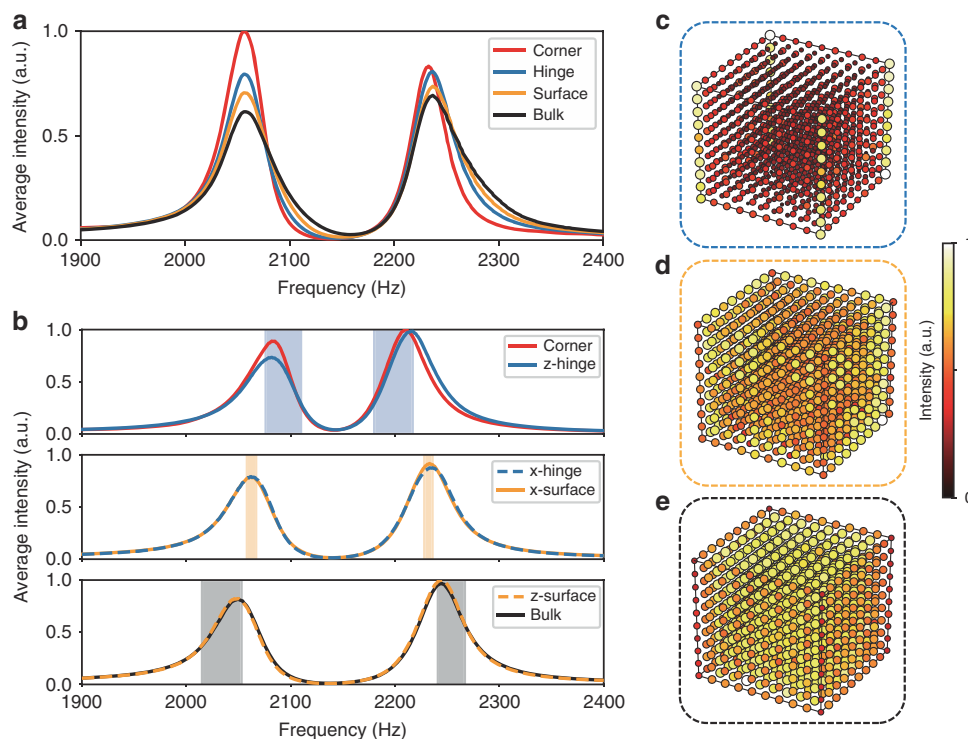 a
Average intensity (a.u.)
1.0
0.5
0.0
Corner
Hinge
Surface
Bulk
1900 2000 2100 2200 2300 2400
Frequency (Hz)
b
Average intensity (a.u.)
1.0
0.5
0.0
Corner
z-hinge
1.0
0.5
0.0
x-hinge
x-surface
1.0
0.5
0.0
z-surface
Bulk
1900 2000 2100 2200 2300 2400
Frequency (Hz)
c
d
e
Intensity (a.u.)
0